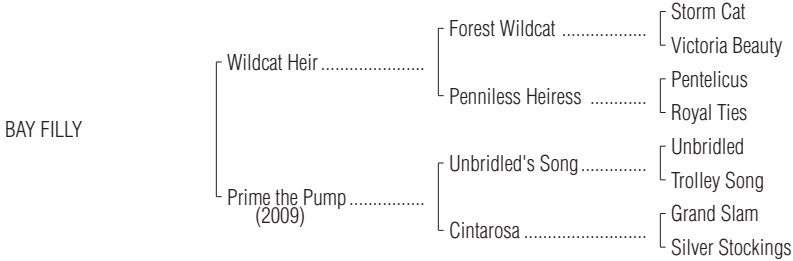 Storm Cat
Forest Wildcat ..................
Victoria Beauty
Wildcat Heir ......................
Pentelicus
Penniless Heiress ............
Royal Ties
BAY FILLY
Unbridled
Unbridled's Song..............
Trolley Song
Prime the Pump ................
(2009)
Grand Slam
Cintarosa ..........................
Silver Stockings